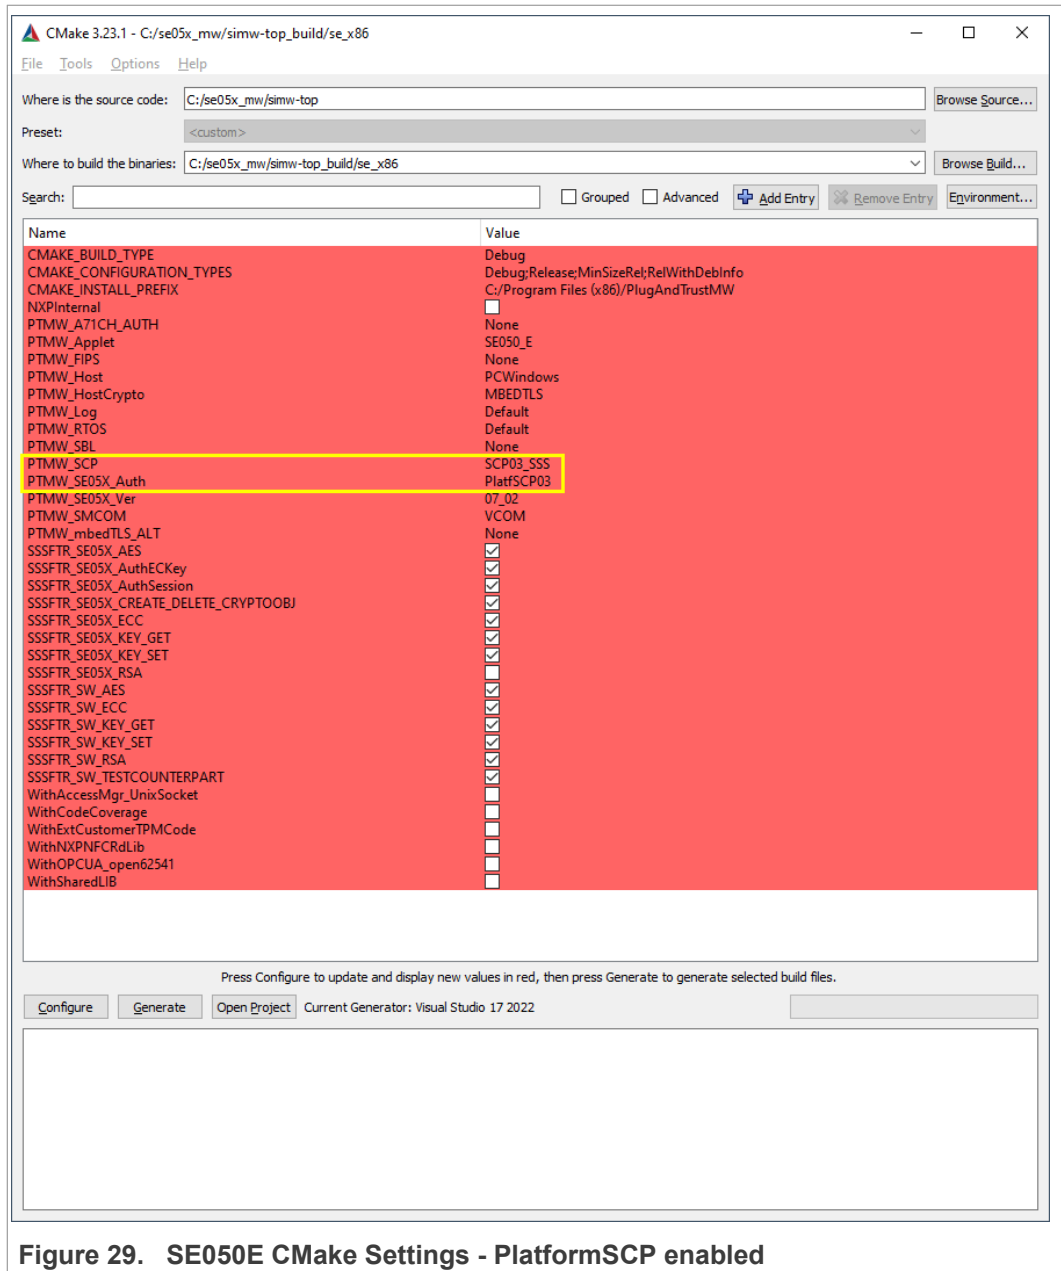 CMake 3.23.1 - C:/se05x_mw/simw-top_build/se_x86
File Tools Options Help
Where is the source code: C:/se05x_mw/simw-top Browse Source...
Preset: <custom>
Where to build the binaries: C:/se05x_mw/simw-top_build/se_x86 Browse Build...
Search: Grouped Advanced Add Entry Remove Entry Environment...
Name Value
CMAKE_BUILD_TYPE Debug
CMAKE_CONFIGURATION_TYPES Debug;Release;MinSizeRel;RelWithDebInfo
CMAKE_INSTALL_PREFIX C:/Program Files (x86)/PlugAndTrustMW
NXPInternal
PTMW_A71CH_AUTH None
PTMW_Applet SE050_E
PTMW_FIPS None
PTMW_Host PCWindows
PTMW_HostCrypto MBEDTLS
PTMW_Log Default
PTMW_RTOS Default
PTMW_SBL None
PTMW_SCP SCP03_SSS
PTMW_SE05X_Auth PlatfSCP03
PTMW_SE05X_Ver 07_02
PTMW_SMCOM VCOM
PTMW_mbedTLS_ALT None
SSSFTR_SE05X_AES
SSSFTR_SE05X_AuthECKey
SSSFTR_SE05X_AuthSession
SSSFTR_SE05X_CREATE_DELETE_CRYPTOOBJ
SSSFTR_SE05X_ECC
SSSFTR_SE05X_KEY_GET
SSSFTR_SE05X_KEY_SET
SSSFTR_SE05X_RSA
SSSFTR_SW_AES
SSSFTR_SW_ECC
SSSFTR_SW_KEY_GET
SSSFTR_SW_KEY_SET
SSSFTR_SW_RSA
SSSFTR_SW_TESTCOUNTERPART
WithAccessMgr_UnixSocket
WithCodeCoverage
WithExtCustomerTPMCode
WithNXPNFCRdLib
WithOPCUA_open62541
WithSharedLIB
Press Configure to update and display new values in red, then press Generate to generate selected build files.
Configure Generate Open Project Current Generator: Visual Studio 17 2022
Figure 29. SE050E CMake Settings - PlatformSCP enabled